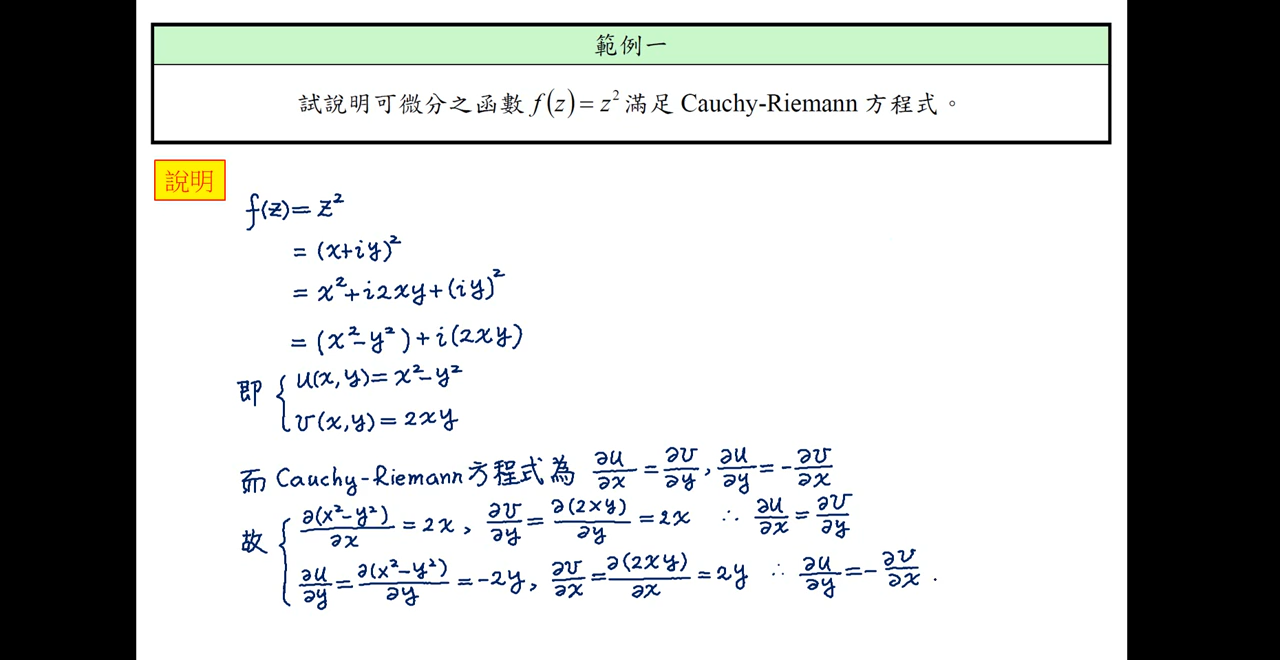 範例一
試說明可微分之函數 f(z)=z² 滿足 Cauchy-Riemann 方程式。
說明
f(z)=z²
=(x+iy)²
=x²+i2xy+(iy)²
=(x²-y²)+i(2xy)
即 { u(x,y)=x²-y²
v(x,y)=2xy
而 Cauchy-Riemann 方程式為 ∂u/∂x=∂v/∂y, ∂u/∂y=-∂v/∂x
故 { ∂(x²-y²)/∂x=2x, ∂v/∂y=∂(2xy)/∂y=2x ∴ ∂u/∂x=∂v/∂y
∂u/∂y=∂(x²-y²)/∂y=-2y, ∂v/∂x=∂(2xy)/∂x=2y ∴ ∂u/∂y=-∂v/∂x.